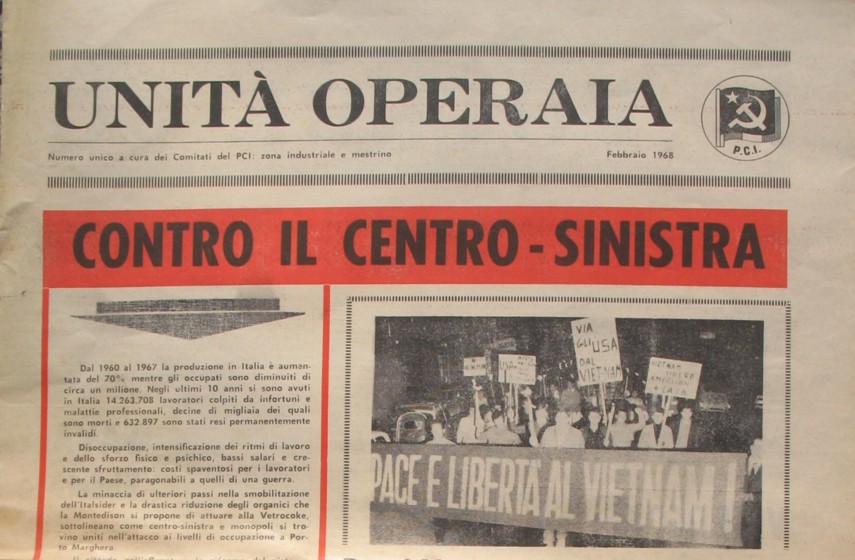 UNITÀ OPERAIA
P.C.I.
Numero unico a cura dei Comitati del PCI: zona industriale e mestrino
Febbraio 1968
CONTRO IL CENTRO-SINISTRA
Dal 1960 al 1967 la produzione in Italia è aumen-
tata del 70% mentre gli occupati sono diminuiti di
circa un milione. Negli ultimi 10 anni si sono avuti
in Italia 14.263.708 lavoratori colpiti da infortuni e
malattie professionali, decine di migliaia dei quali
sono morti e 632.897 sono stati resi permanentemente
invalidi.
Disoccupazione, intensificazione dei ritmi di lavoro
e dello sforzo fisico e psichico, bassi salari e cre-
scente sfruttamento: costi spaventosi per i lavoratori
e per il Paese, paragonabili a quelli di una guerra.
La minaccia di ulteriori passi nella smobilitazione
dell'Italsider e la drastica riduzione degli organici che
la Montedison si propone di attuare alla Vetrocoke,
sottolineano come centro-sinistra e monopoli si tro-
vino uniti nell'attacco ai livelli di occupazione a Por-
to Marghera.
VIA
GLI USA
DAL
VIETNAM
VIETNAM
PACE E LIBERTÀ AL VIETNAM!